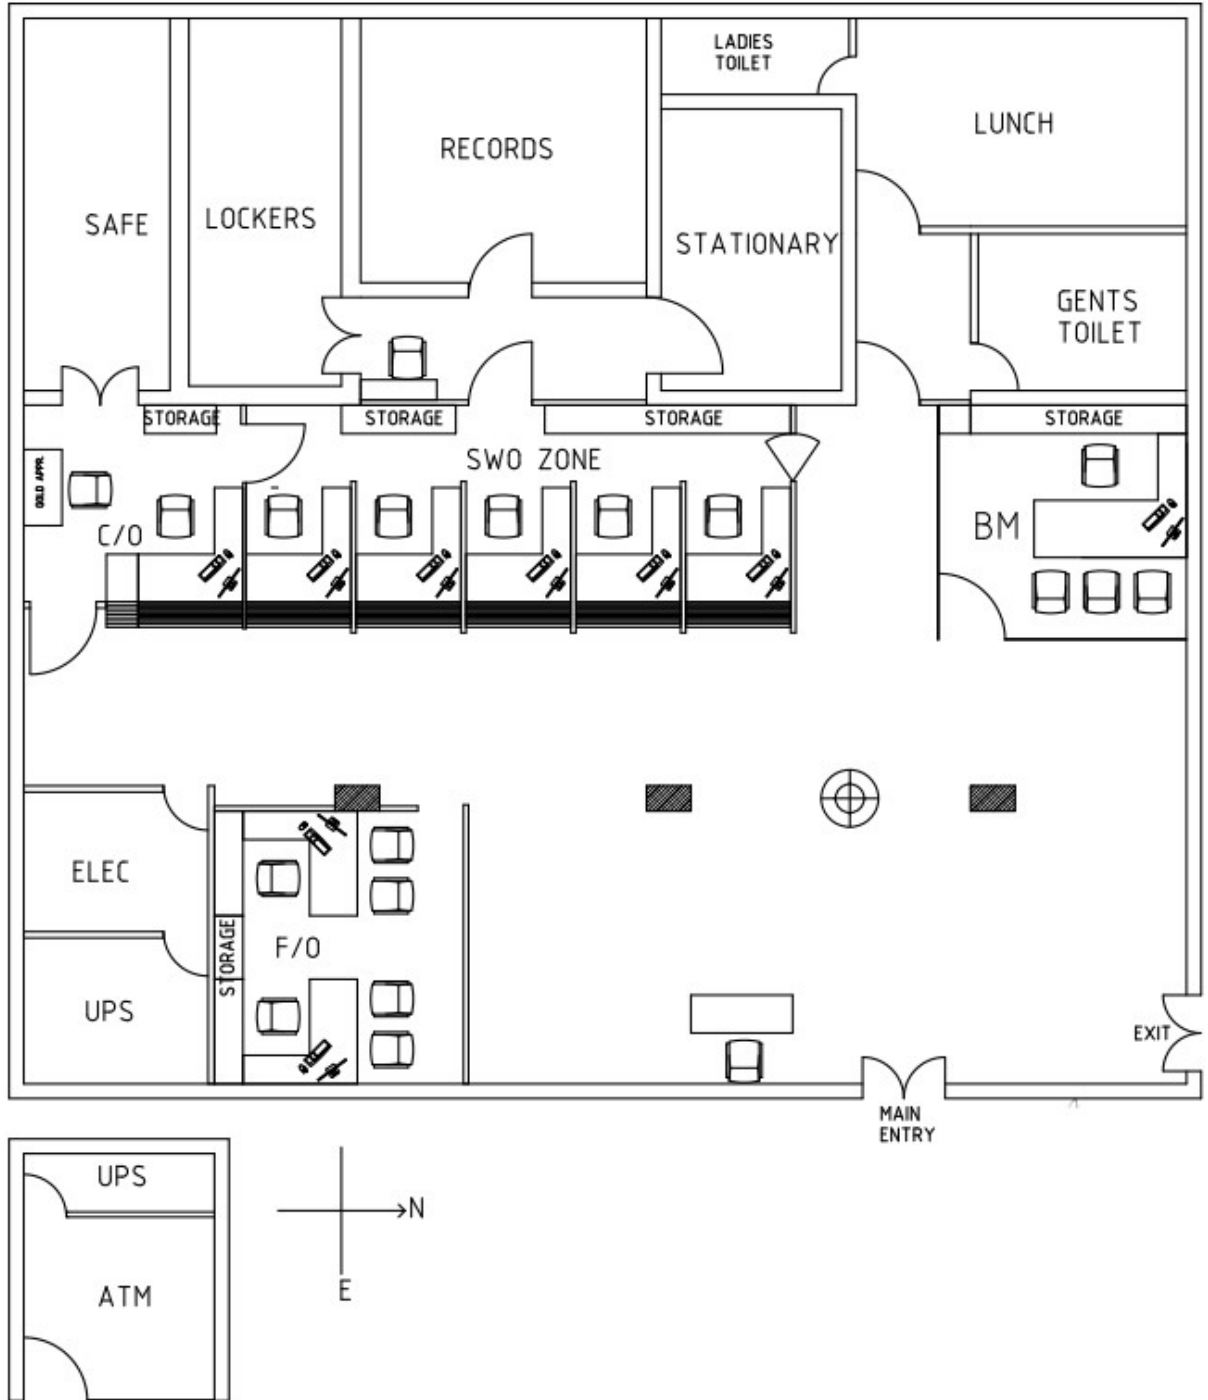 LADIES
TOILET
LUNCH
RECORDS
SAFE
LOCKERS
STATIONARY
GENTS
TOILET
STORAGE
STORAGE
STORAGE
STORAGE
SWO ZONE
GOLD APPR.
C/O
BM
ELEC
STORAGE
F/O
UPS
EXIT
MAIN
ENTRY
UPS
N
E
ATM